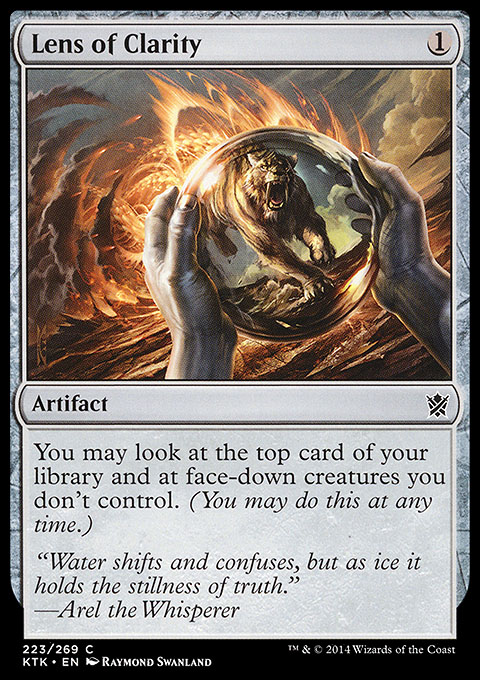 Lens of Clarity 1
Artifact
You may look at the top card of your
library and at face-down creatures you
don't control. (You may do this at any
time.)
“Water shifts and confuses, but as ice it
holds the stillness of truth.”
—Arel the Whisperer
223/269 C
KTK • EN Raymond Swanland
™ & © 2014 Wizards of the Coast